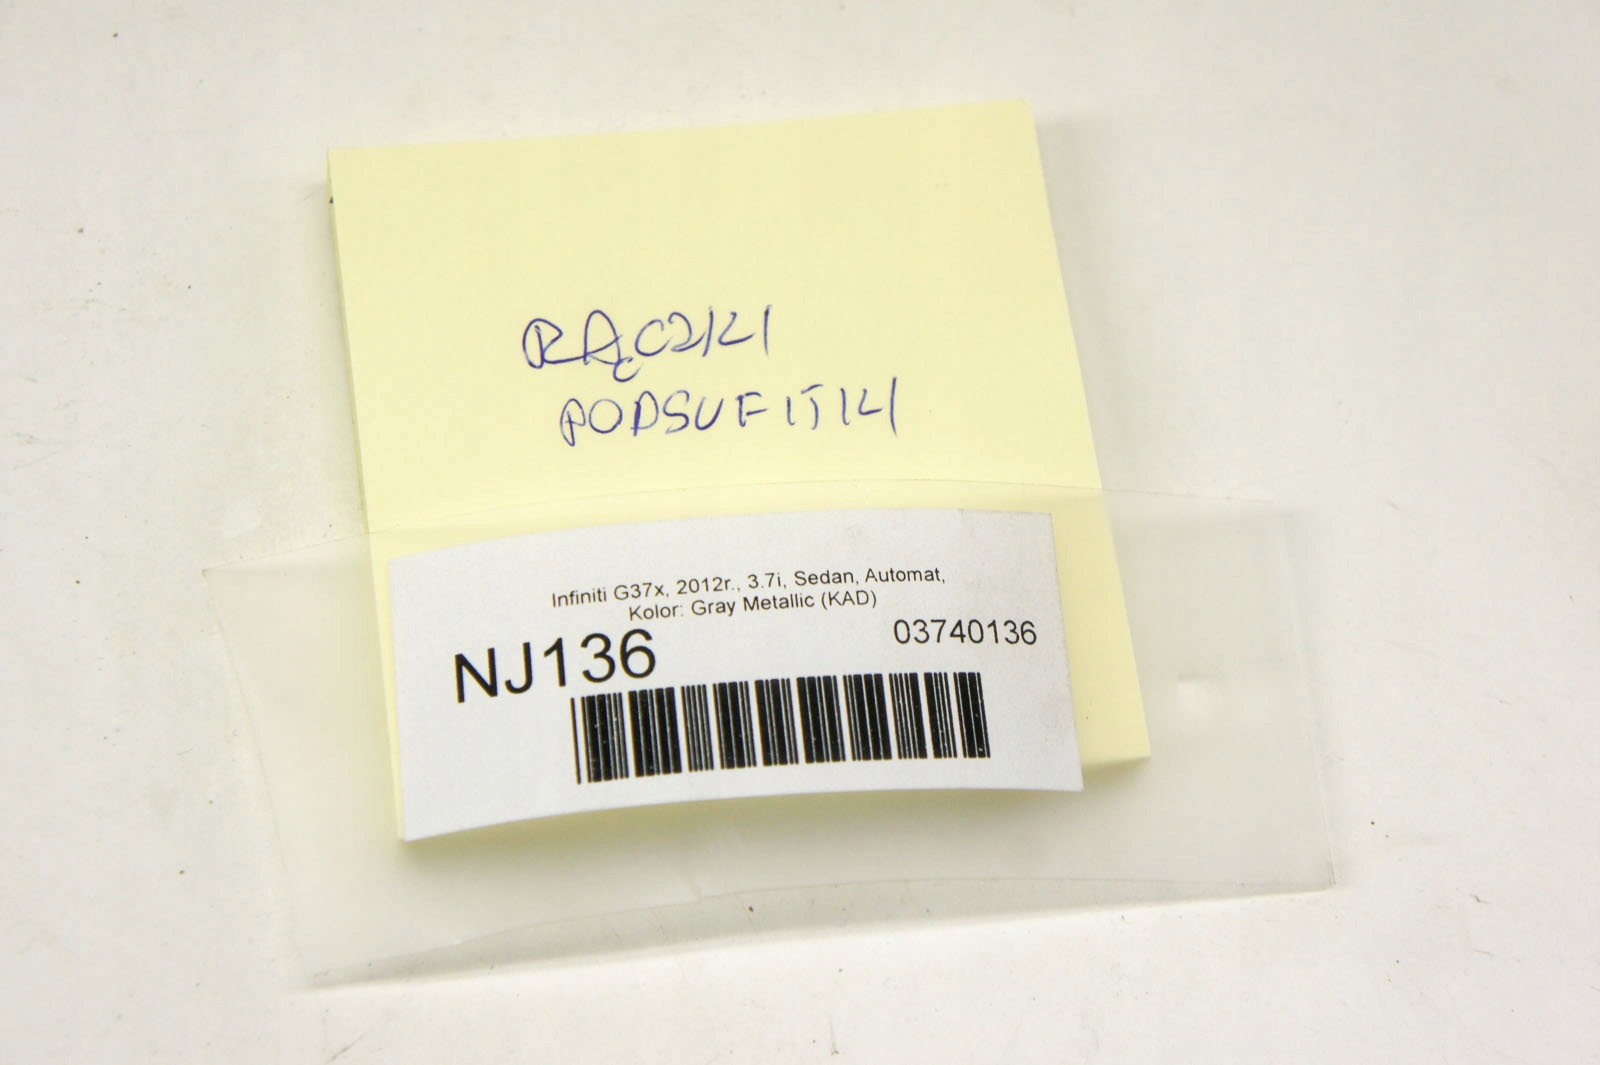 RĄCZKI
PODSUFITKI
Infiniti G37x, 2012r., 3.7i, Sedan, Automat,
Kolor: Gray Metallic (KAD)
NJ136
03740136